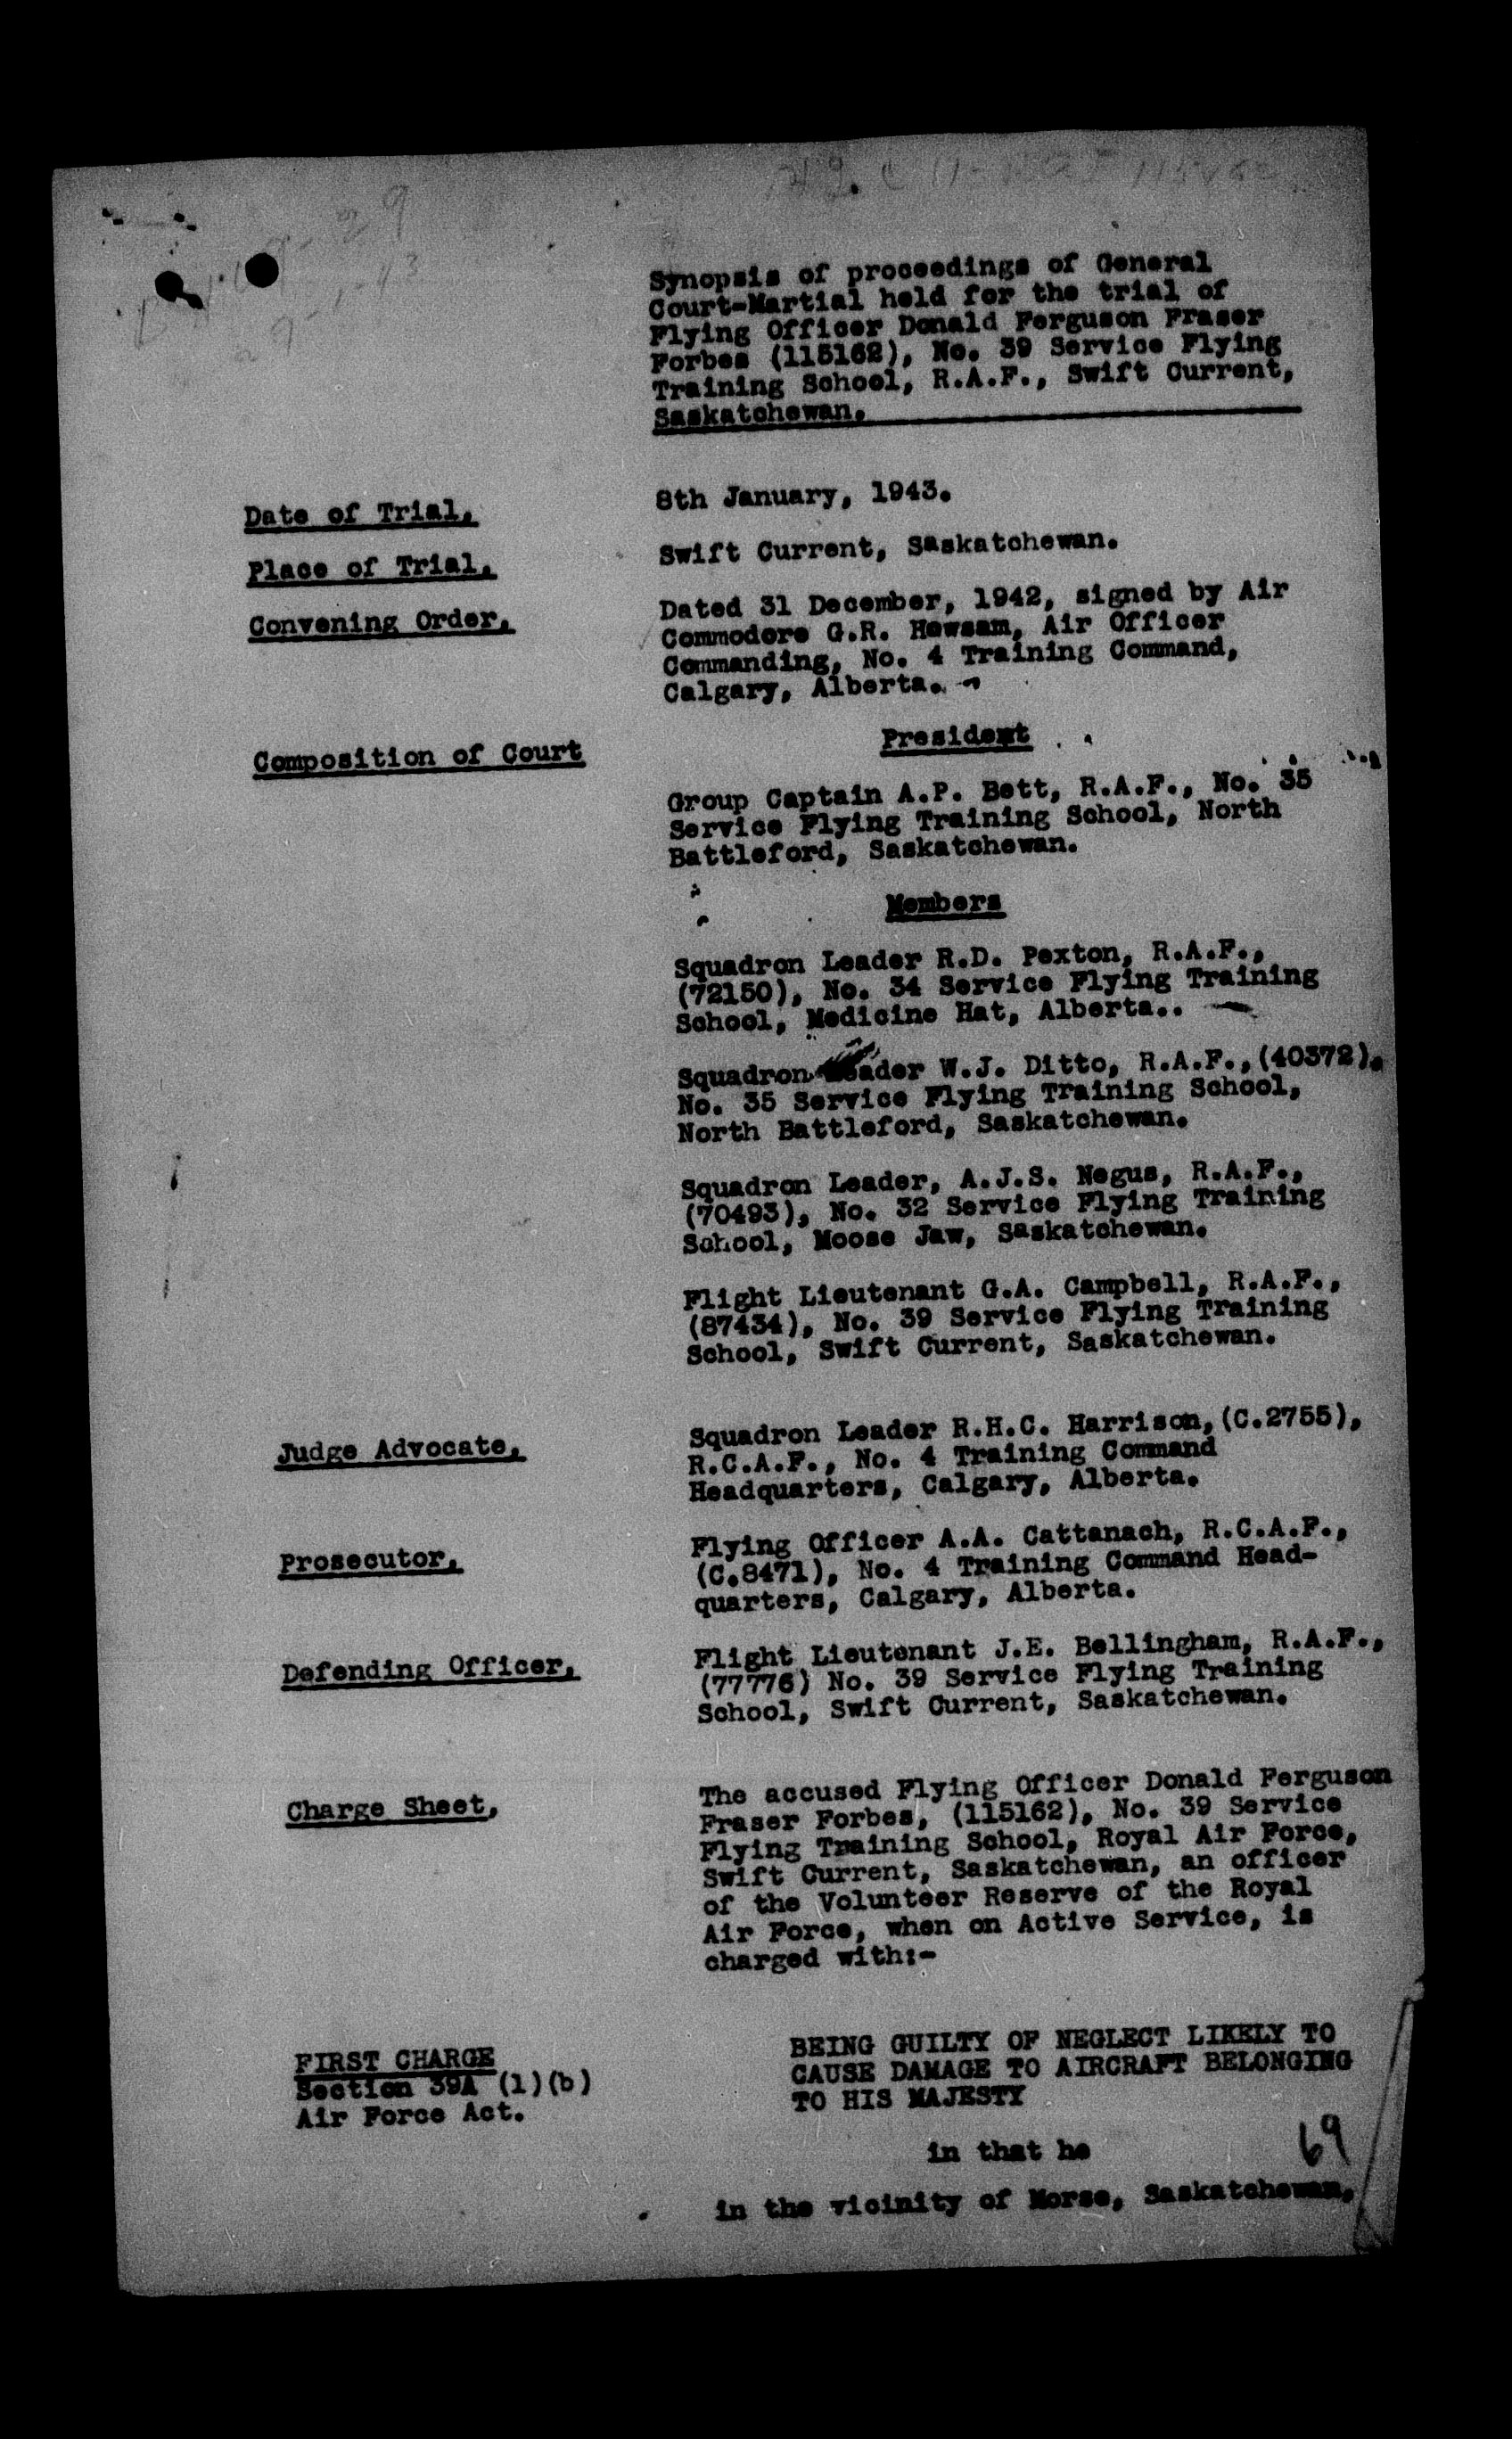 Synopsis of proceedings of General
Court-Martial held for the trial of
Flying Officer Donald Ferguson Fraser
Forbes (115162), No. 39 Service Flying
Training School, R.A.F., Swift Current,
Saskatchewan.
Date of Trial. 8th January, 1943.
Place of Trial. Swift Current, Saskatchewan.
Convening Order. Dated 31 December, 1942, signed by Air
Commodore G.R. Howsam, Air Officer
Commanding, No. 4 Training Command,
Calgary, Alberta.
Composition of Court President
Group Captain A.P. Bett, R.A.F., No. 35
Service Flying Training School, North
Battleford, Saskatchewan.
Members
Squadron Leader R.D. Pexton, R.A.F.,
(72150), No. 34 Service Flying Training
School, Medicine Hat, Alberta..
Squadron Leader W.J. Ditto, R.A.F.,(40372),
No. 35 Service Flying Training School,
North Battleford, Saskatchewan.
Squadron Leader, A.J.S. Negus, R.A.F.,
(70493), No. 32 Service Flying Training
School, Moose Jaw, Saskatchewan.
Flight Lieutenant G.A. Campbell, R.A.F.,
(87434), No. 39 Service Flying Training
School, Swift Current, Saskatchewan.
Judge Advocate, Squadron Leader R.H.C. Harrison,(C.2755),
R.C.A.F., No. 4 Training Command
Headquarters, Calgary, Alberta.
Prosecutor, Flying Officer A.A. Cattanach, R.C.A.F.,
(C.8471), No. 4 Training Command Head-
quarters, Calgary, Alberta.
Defending Officer, Flight Lieutenant J.E. Bellingham, R.A.F.,
(77776) No. 39 Service Flying Training
School, Swift Current, Saskatchewan.
Charge Sheet, The accused Flying Officer Donald Ferguson
Fraser Forbes, (115162), No. 39 Service
Flying Training School, Royal Air Force,
Swift Current, Saskatchewan, an officer
of the Volunteer Reserve of the Royal
Air Force, when on Active Service, is
charged with:-
FIRST CHARGE
Section 39A (1)(b)
Air Force Act.
BEING GUILTY OF NEGLECT LIKELY TO
CAUSE DAMAGE TO AIRCRAFT BELONGING
TO HIS MAJESTY
in that he
69
in the vicinity of Morse, Saskatchewan,